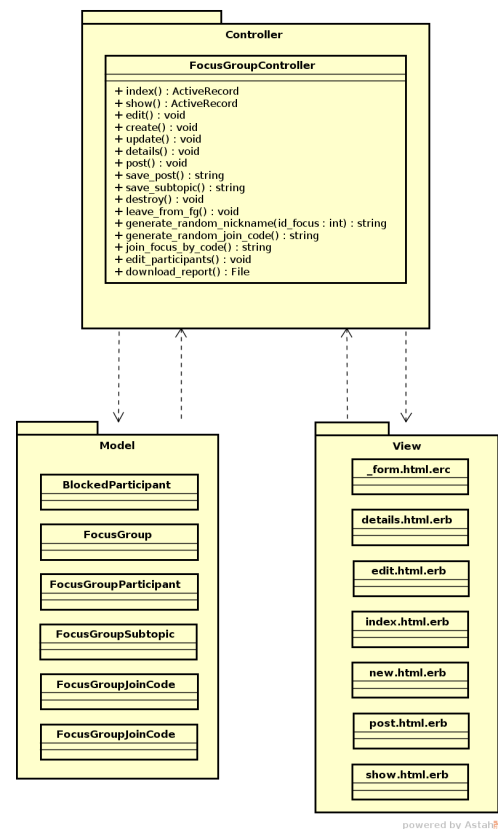 Controller
FocusGroupController
+ index() : ActiveRecord
+ show() : ActiveRecord
+ edit() : void
+ create() : void
+ update() : void
+ details() : void
+ post() : void
+ save_post() : string
+ save_subtopic() : string
+ destroy() : void
+ leave_from_fg() : void
+ generate_random_nickname(id_focus : int) : string
+ generate_random_join_code() : string
+ join_focus_by_code() : string
+ edit_participants() : void
+ download_report() : File
Model
BlockedParticipant
FocusGroup
FocusGroupParticipant
FocusGroupSubtopic
FocusGroupJoinCode
FocusGroupJoinCode
View
_form.html.erc
details.html.erb
edit.html.erb
index.html.erb
new.html.erb
post.html.erb
show.html.erb
powered by Astah